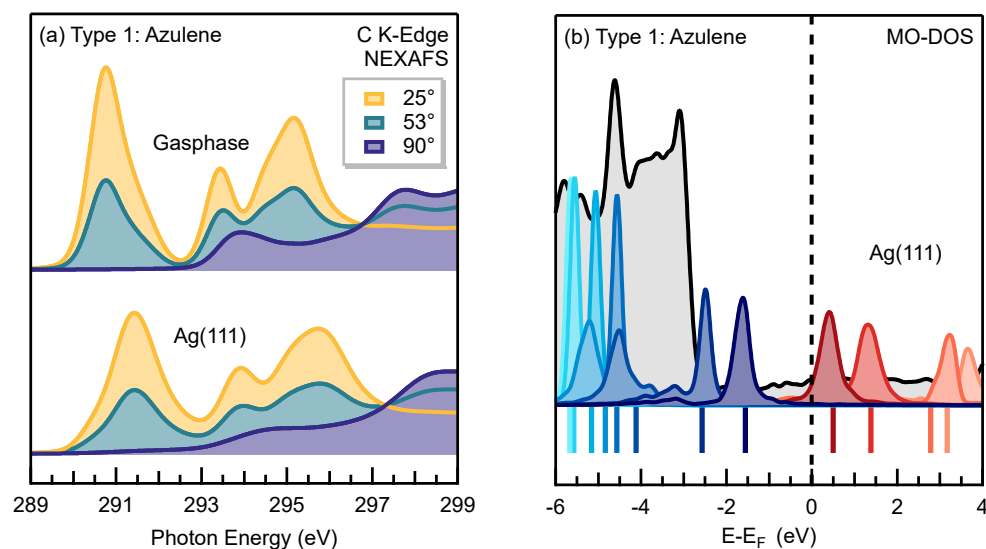 (a) Type 1: Azulene
C K-Edge
NEXAFS
25°
53°
90°
Gasphase
Ag(111)
289
291
293
295
297
299
Photon Energy (eV)
(b) Type 1: Azulene
MO-DOS
Ag(111)
-6
-4
-2
0
2
4
E-E_F (eV)